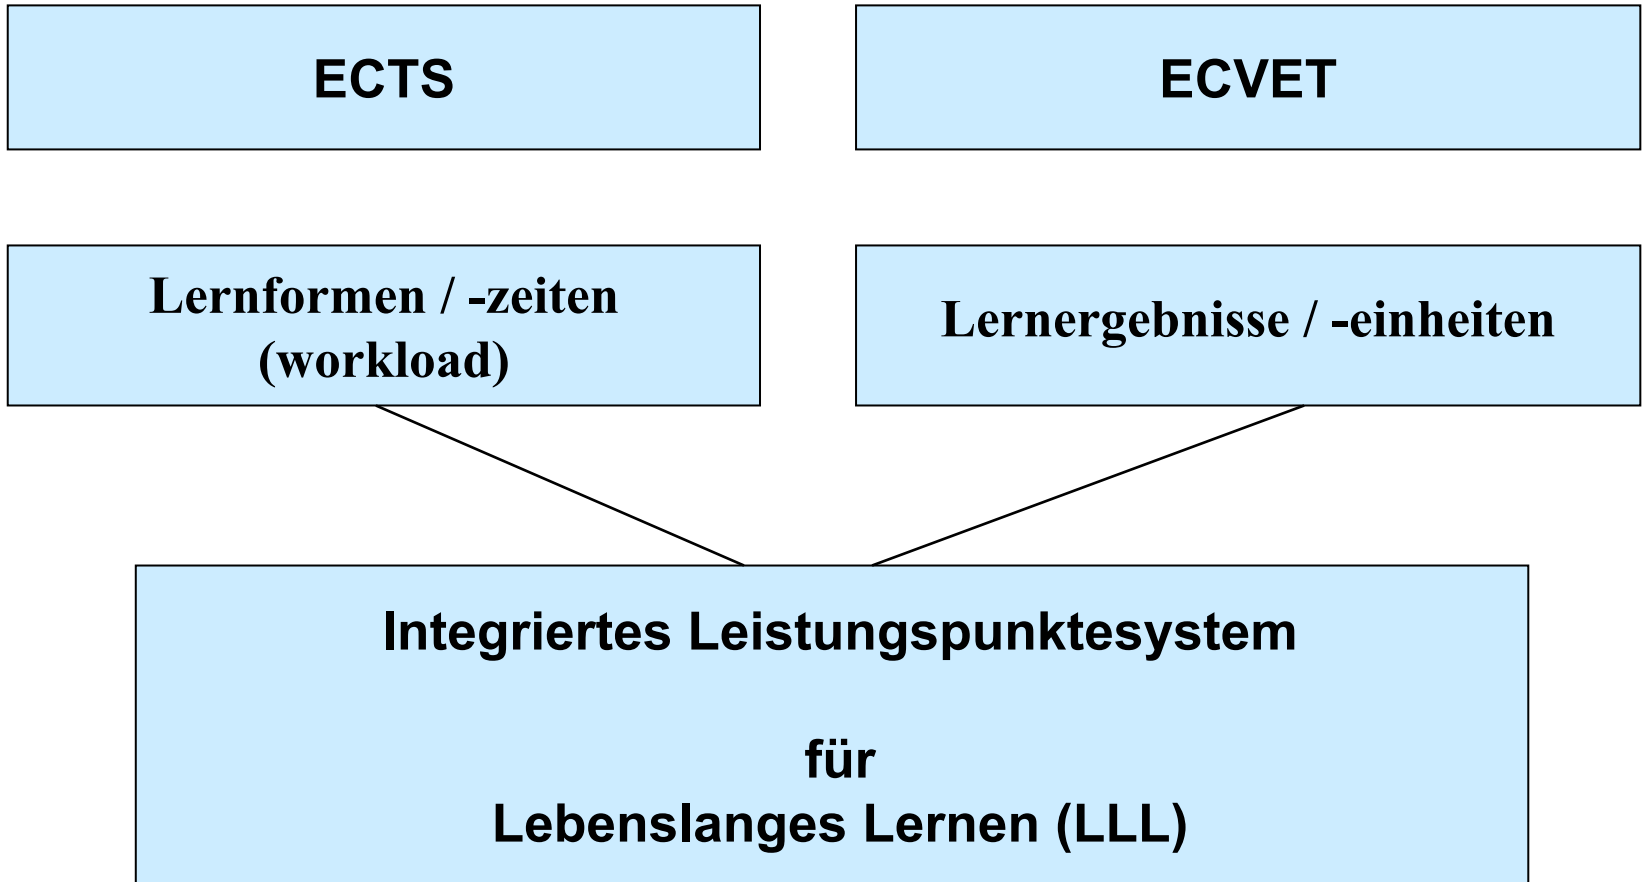 ECTS
ECVET
Lernformen / -zeiten
(workload)
Lernergebnisse / -einheiten
Integriertes Leistungspunktesystem
für
Lebenslanges Lernen (LLL)